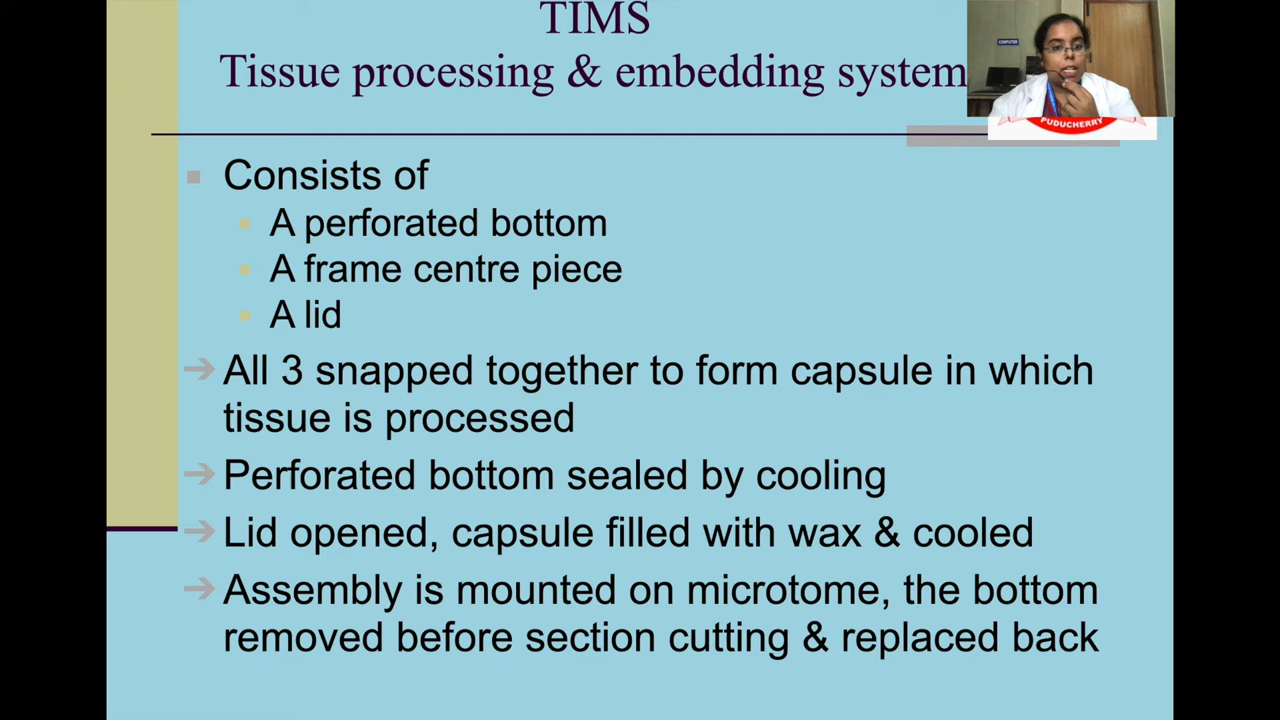 TIMS
Tissue processing & embedding system
COMPUTER
PUDUCHERRY
Consists of
A perforated bottom
A frame centre piece
A lid
All 3 snapped together to form capsule in which
tissue is processed
Perforated bottom sealed by cooling
Lid opened, capsule filled with wax & cooled
Assembly is mounted on microtome, the bottom
removed before section cutting & replaced back